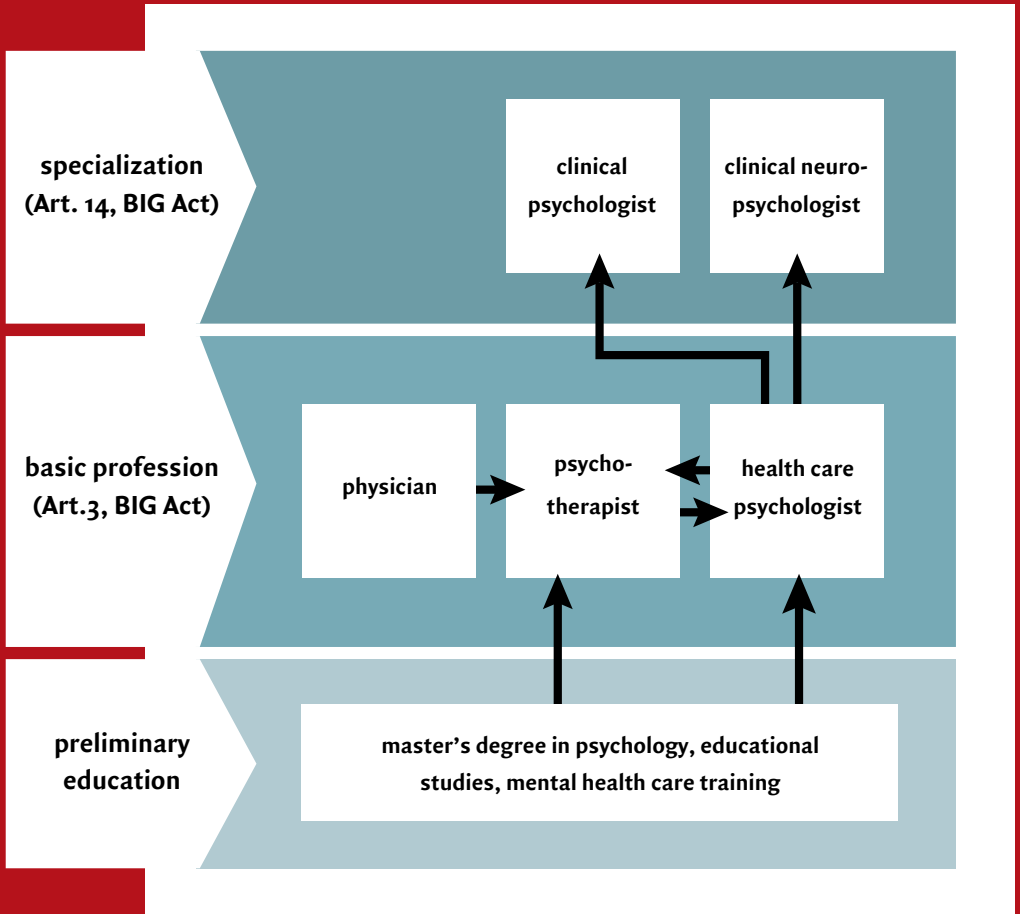 specialization
(Art. 14, BIG Act)
clinical
psychologist
clinical neuro-
psychologist
basic profession
(Art.3, BIG Act)
physician
psycho-
therapist
health care
psychologist
preliminary
education
master's degree in psychology, educational
studies, mental health care training